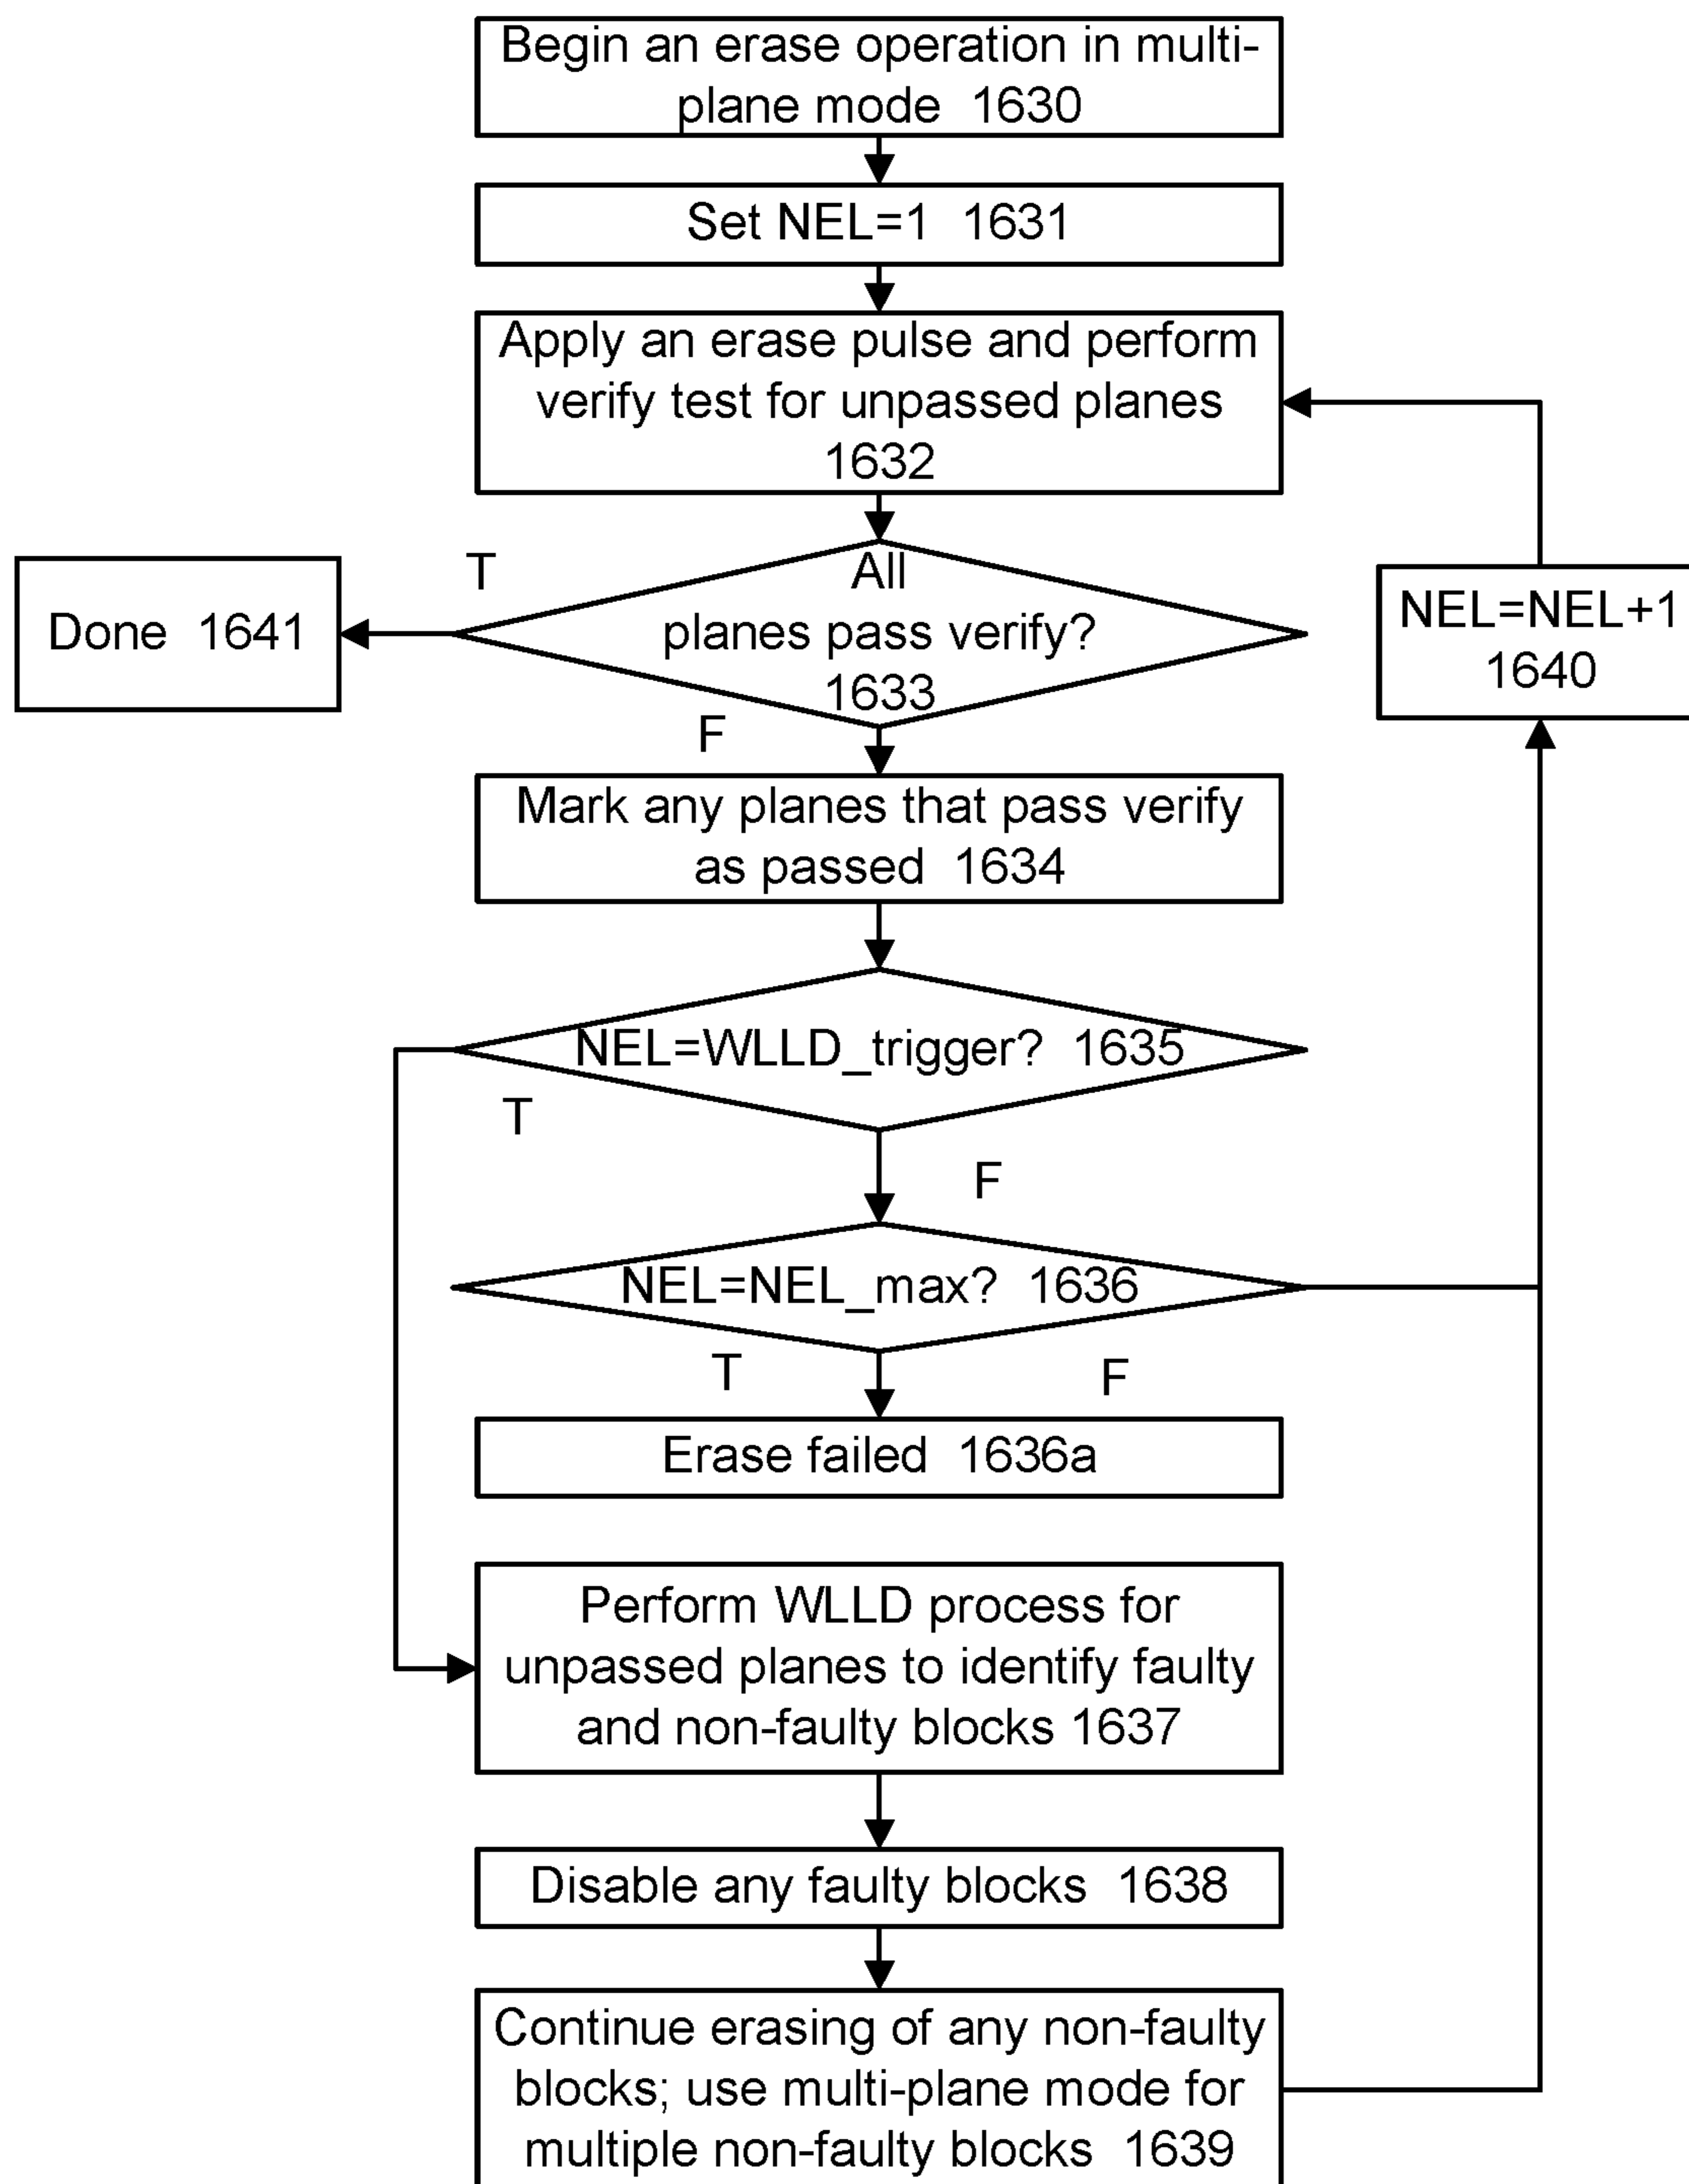 Begin an erase operation in multi-
plane mode 1630
Set NEL=1 1631
Apply an erase pulse and perform
verify test for unpassed planes
1632
T
All
planes pass verify?
1633
Done 1641
NEL=NEL+1
1640
F
Mark any planes that pass verify
as passed 1634
NEL=WLLD_trigger? 1635
T
F
NEL=NEL_max? 1636
T
F
Erase failed 1636a
Perform WLLD process for
unpassed planes to identify faulty
and non-faulty blocks 1637
Disable any faulty blocks 1638
Continue erasing of any non-faulty
blocks; use multi-plane mode for
multiple non-faulty blocks 1639